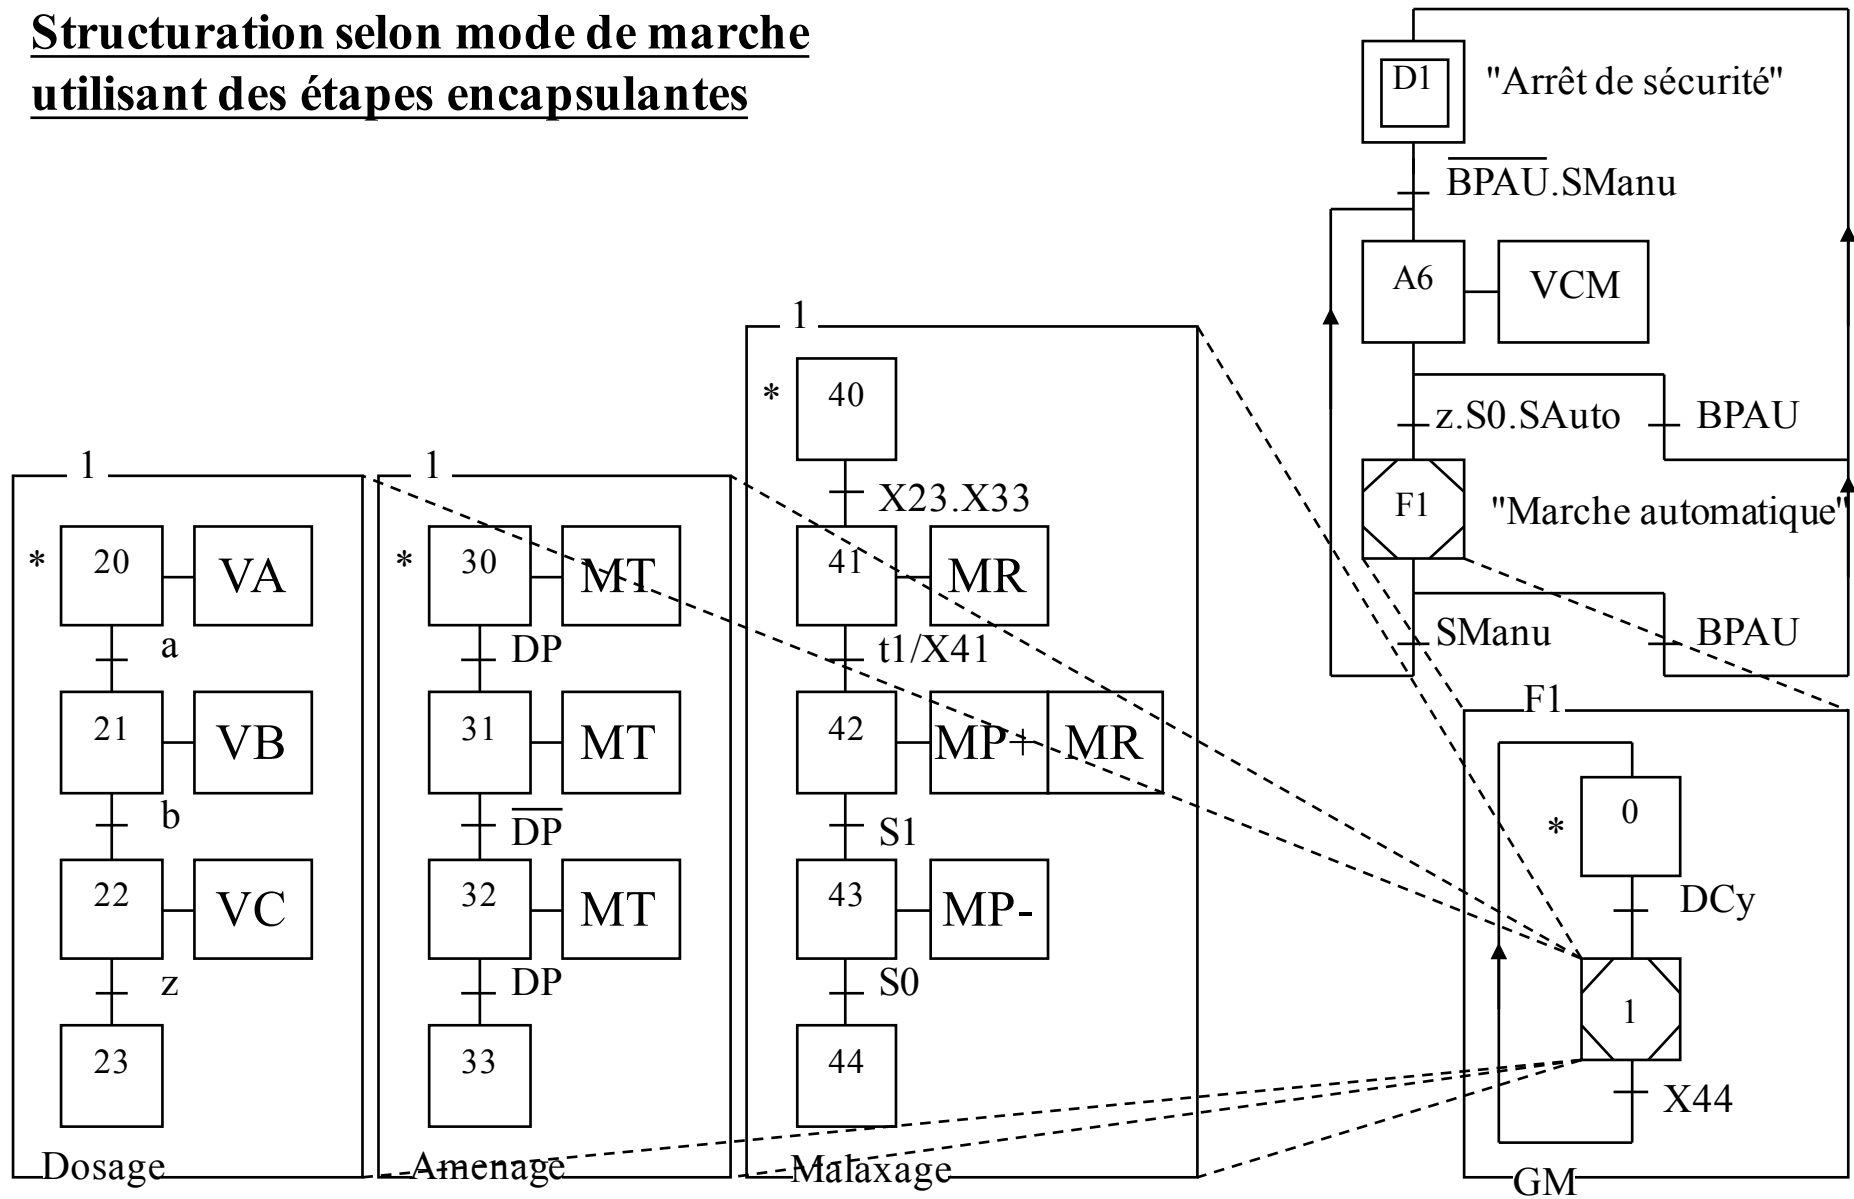 Structuration selon mode de marche
utilisant des étapes encapsulantes
D1
"Arrêt de sécurité"
B̅P̅A̅U̅.SManu
A6
VCM
z.S0.SAuto
BPAU
F1
"Marche automatique"
SManu
BPAU
1
*
20
VA
a
21
VB
b
22
VC
z
23
Dosage
1
*
30
MT
DP
31
MT
D̅P̅
32
MT
DP
33
Amenage
1
*
40
X23.X33
41
MR
t1/X41
42
MP+
MR
S1
43
MP-
S0
44
Malaxage
F1
*
0
DCy
1
X44
GM